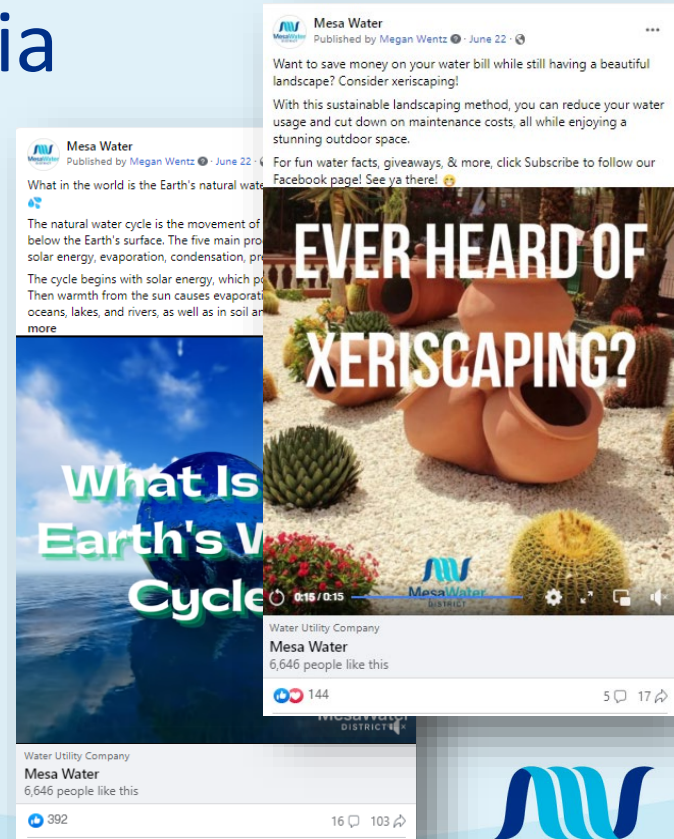 ia
Mesa Water
Published by Megan Wentz · June 22 ·
Want to save money on your water bill while still having a beautiful
landscape? Consider xeriscaping!
With this sustainable landscaping method, you can reduce your water
usage and cut down on maintenance costs, all while enjoying a
stunning outdoor space.
For fun water facts, giveaways, & more, click Subscribe to follow our
Facebook page! See ya there! 🤭
EVER HEARD OF
XERISCAPING?
MesaWater
DISTRICT
0:15 / 0:15
Water Utility Company
Mesa Water
6,646 people like this
144
5
17
Mesa Water
Published by Megan Wentz · June 22 ·
What in the world is the Earth's natural wate
💦
The natural water cycle is the movement of
below the Earth's surface. The five main pro
solar energy, evaporation, condensation, pre
The cycle begins with solar energy, which po
Then warmth from the sun causes evaporati
oceans, lakes, and rivers, as well as in soil an
more
What Is
Earth's W
Cycle
MesaWater
DISTRICT
Water Utility Company
Mesa Water
6,646 people like this
392
16
103